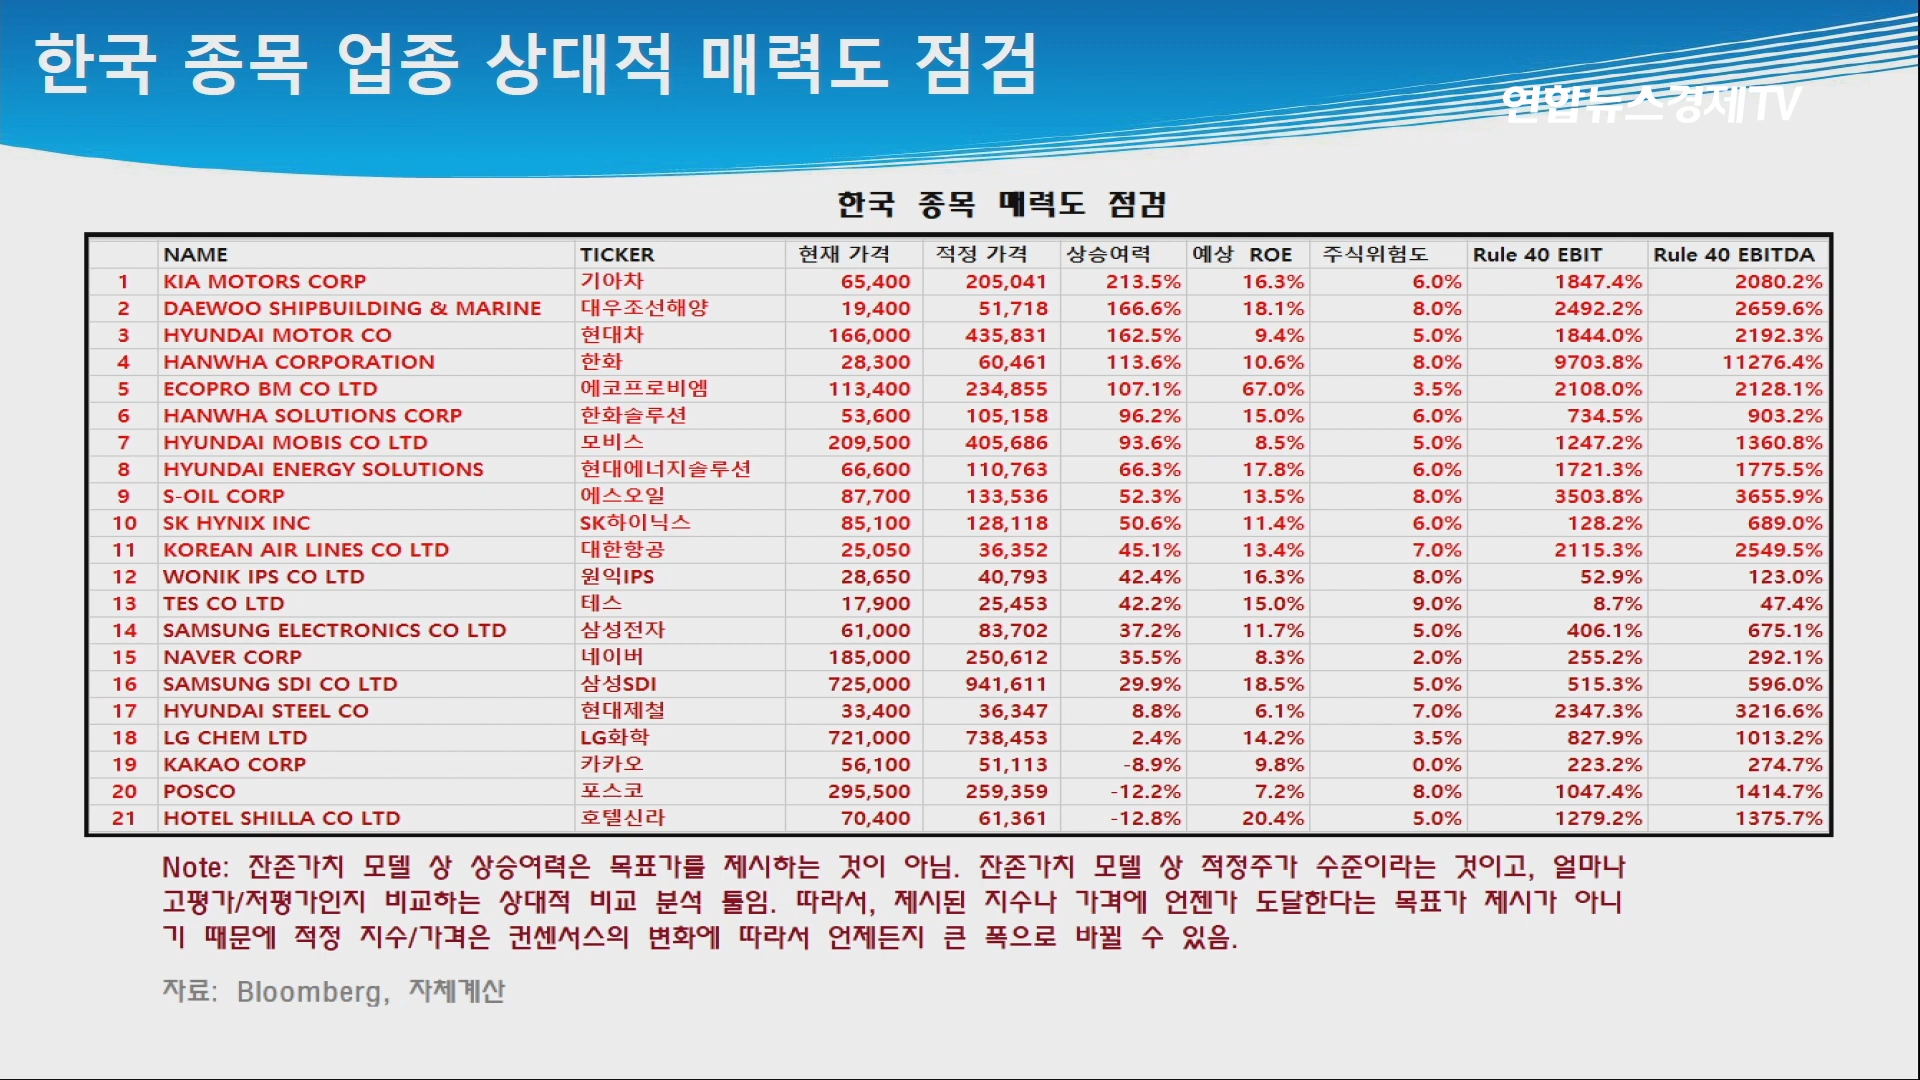 한국 종목 업종 상대적 매력도 점검
연합뉴스경제TV
한국 종목 매력도 점검
NAME TICKER 현재 가격 적정 가격 상승여력 예상 ROE 주식위험도 Rule 40 EBIT Rule 40 EBITDA
1 KIA MOTORS CORP 기아차 65,400 205,041 213.5% 16.3% 6.0% 1847.4% 2080.2%
2 DAEWOO SHIPBUILDING & MARINE 대우조선해양 19,400 51,718 166.6% 18.1% 8.0% 2492.2% 2659.6%
3 HYUNDAI MOTOR CO 현대차 166,000 435,831 162.5% 9.4% 5.0% 1844.0% 2192.3%
4 HANWHA CORPORATION 한화 28,300 60,461 113.6% 10.6% 8.0% 9703.8% 11276.4%
5 ECOPRO BM CO LTD 에코프로비엠 113,400 234,855 107.1% 67.0% 3.5% 2108.0% 2128.1%
6 HANWHA SOLUTIONS CORP 한화솔루션 53,600 105,158 96.2% 15.0% 6.0% 734.5% 903.2%
7 HYUNDAI MOBIS CO LTD 모비스 209,500 405,686 93.6% 8.5% 5.0% 1247.2% 1360.8%
8 HYUNDAI ENERGY SOLUTIONS 현대에너지솔루션 66,600 110,763 66.3% 17.8% 6.0% 1721.3% 1775.5%
9 S-OIL CORP 에스오일 87,700 133,536 52.3% 13.5% 8.0% 3503.8% 3655.9%
10 SK HYNIX INC SK하이닉스 85,100 128,118 50.6% 11.4% 6.0% 128.2% 689.0%
11 KOREAN AIR LINES CO LTD 대한항공 25,050 36,352 45.1% 13.4% 7.0% 2115.3% 2549.5%
12 WONIK IPS CO LTD 원익IPS 28,650 40,793 42.4% 16.3% 8.0% 52.9% 123.0%
13 TES CO LTD 테스 17,900 25,453 42.2% 15.0% 9.0% 8.7% 47.4%
14 SAMSUNG ELECTRONICS CO LTD 삼성전자 61,000 83,702 37.2% 11.7% 5.0% 406.1% 675.1%
15 NAVER CORP 네이버 185,000 250,612 35.5% 8.3% 2.0% 255.2% 292.1%
16 SAMSUNG SDI CO LTD 삼성SDI 725,000 941,611 29.9% 18.5% 5.0% 515.3% 596.0%
17 HYUNDAI STEEL CO 현대제철 33,400 36,347 8.8% 6.1% 7.0% 2347.3% 3216.6%
18 LG CHEM LTD LG화학 721,000 738,453 2.4% 14.2% 3.5% 827.9% 1013.2%
19 KAKAO CORP 카카오 56,100 51,113 -8.9% 9.8% 0.0% 223.2% 274.7%
20 POSCO 포스코 295,500 259,359 -12.2% 7.2% 8.0% 1047.4% 1414.7%
21 HOTEL SHILLA CO LTD 호텔신라 70,400 61,361 -12.8% 20.4% 5.0% 1279.2% 1375.7%
Note: 잔존가치 모델 상 상승여력은 목표가를 제시하는 것이 아님. 잔존가치 모델 상 적정주가 수준이라는 것이고, 얼마나
고평가/저평가인지 비교하는 상대적 비교 분석 툴임. 따라서, 제시된 지수나 가격에 언젠가 도달한다는 목표가 제시가 아니
기 때문에 적정 지수/가격은 컨센서스의 변화에 따라서 언제든지 큰 폭으로 바뀔 수 있음.
자료: Bloomberg, 자체계산